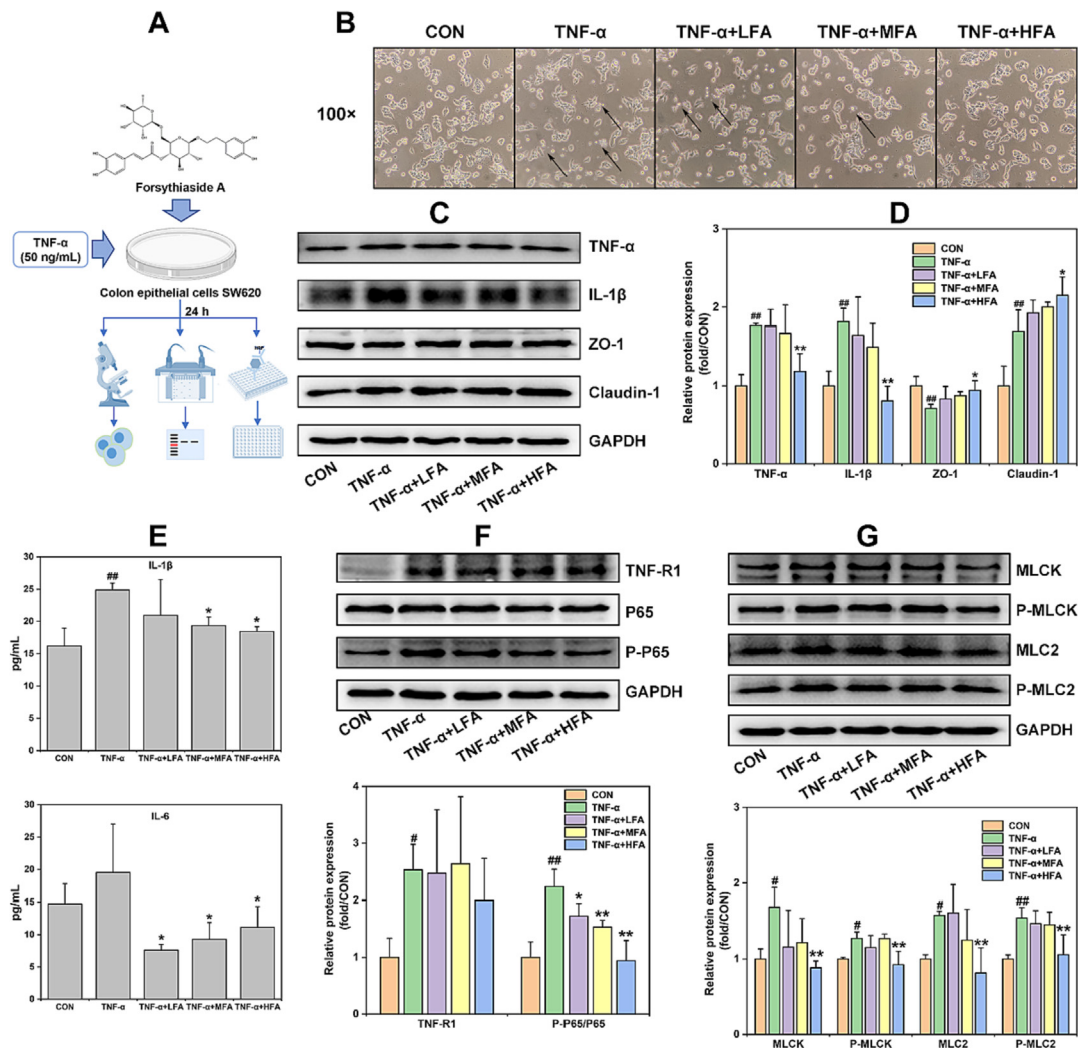 A
Forsythiaside A
TNF-α
(50 ng/mL)
Colon epithelial cells SW620
24 h
B
CON TNF-α TNF-α+LFA TNF-α+MFA TNF-α+HFA
100×
C
TNF-α
IL-1β
ZO-1
Claudin-1
GAPDH
CON TNF-α TNF-α+LFA TNF-α+MFA TNF-α+HFA
D
Relative protein expression
(fold/CON)
3
2
1
0
CON
TNF-α
TNF-α+LFA
TNF-α+MFA
TNF-α+HFA
## ** ## ** ## * ## *
TNF-α IL-1β ZO-1 Claudin-1
E
IL-1β
pg/mL
30
25
20
15
10
5
0
## * *
CON TNF-α TNF-α+LFA TNF-α+MFA TNF-α+HFA
IL-6
pg/mL
30
25
20
15
10
5
0
* * *
CON TNF-α TNF-α+LFA TNF-α+MFA TNF-α+HFA
F
TNF-R1
P65
P-P65
GAPDH
CON TNF-α TNF-α+LFA TNF-α+MFA TNF-α+HFA
Relative protein expression
(fold/CON)
4
3
2
1
0
CON
TNF-α
TNF-α+LFA
TNF-α+MFA
TNF-α+HFA
# ## * ** **
TNF-R1 P-P65/P65
G
MLCK
P-MLCK
MLC2
P-MLC2
GAPDH
CON TNF-α TNF-α+LFA TNF-α+MFA TNF-α+HFA
Relative protein expression
(fold/CON)
3
2
1
0
CON
TNF-α
TNF-α+LFA
TNF-α+MFA
TNF-α+HFA
# ** # ** # ** ## **
MLCK P-MLCK MLC2 P-MLC2